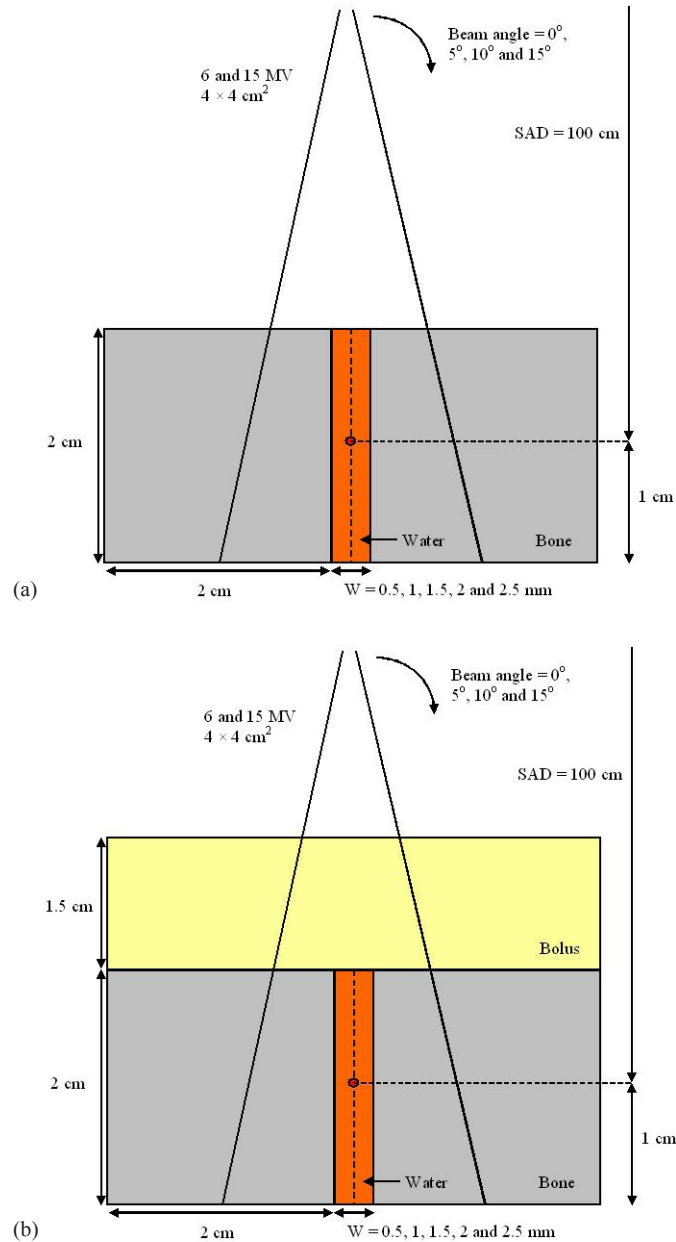 Beam angle = 0°,
5°, 10° and 15°
6 and 15 MV
4 × 4 cm²
SAD = 100 cm
2 cm
1 cm
Water
Bone
2 cm
W = 0.5, 1, 1.5, 2 and 2.5 mm
(a)
Beam angle = 0°,
5°, 10° and 15°
6 and 15 MV
4 × 4 cm²
SAD = 100 cm
1.5 cm
Bolus
2 cm
1 cm
Water
Bone
2 cm
W = 0.5, 1, 1.5, 2 and 2.5 mm
(b)